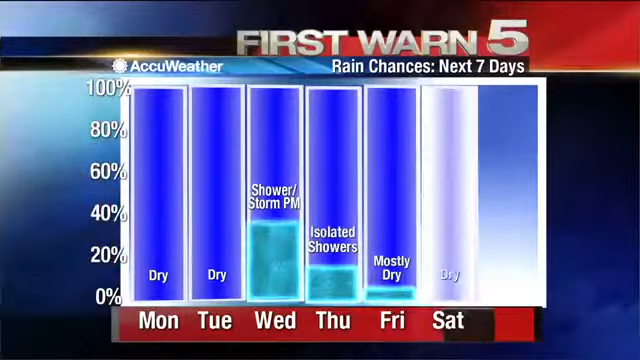 FIRST WARN 5
AccuWeather
Rain Chances: Next 7 Days
100%
80%
60%
40%
20%
0%
Dry
Dry
Shower/
Storm PM
Isolated
Showers
Mostly
Dry
Dry
Mon Tue Wed Thu Fri Sat